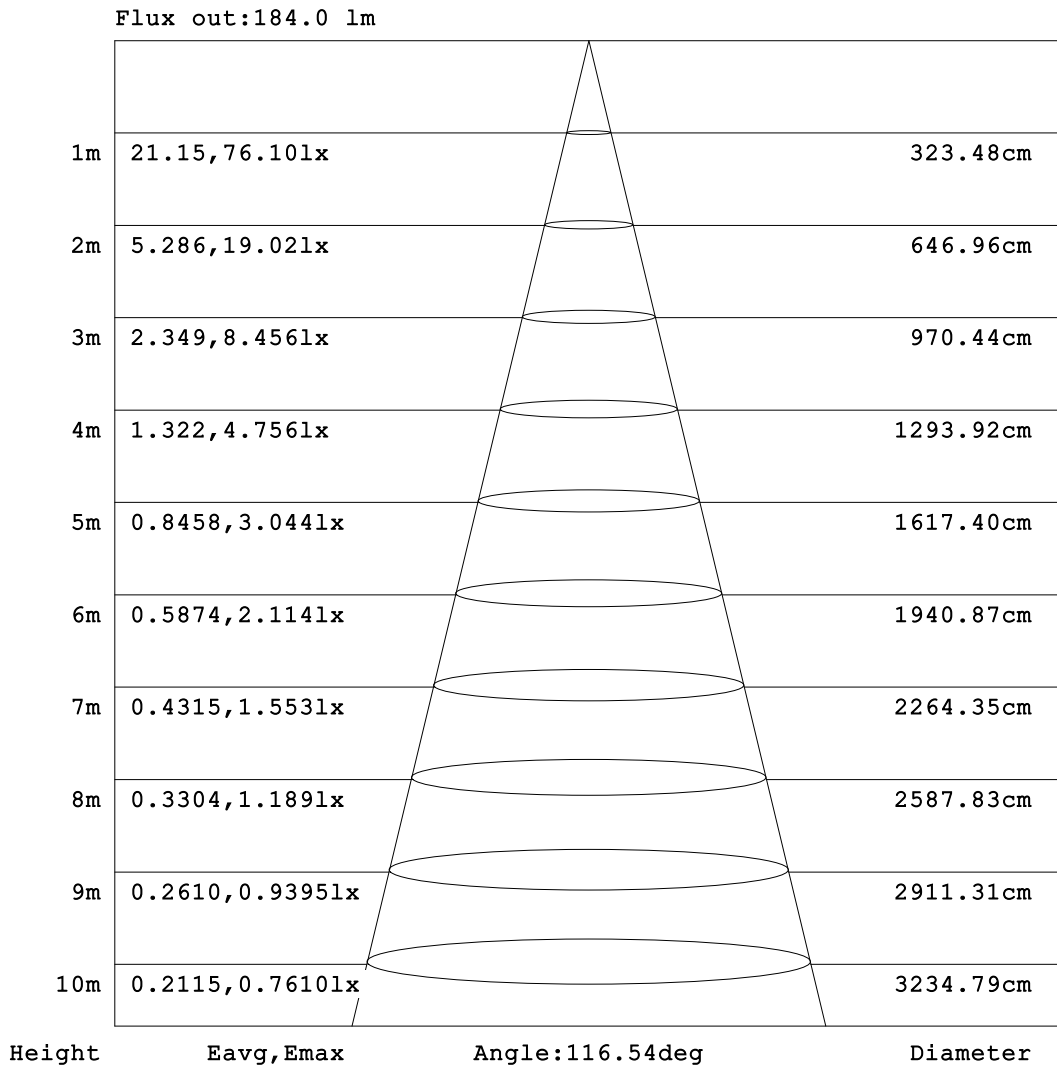 Flux out:184.0 lm
1m 21.15,76.10lx 323.48cm
2m 5.286,19.02lx 646.96cm
3m 2.349,8.456lx 970.44cm
4m 1.322,4.756lx 1293.92cm
5m 0.8458,3.044lx 1617.40cm
6m 0.5874,2.114lx 1940.87cm
7m 0.4315,1.553lx 2264.35cm
8m 0.3304,1.189lx 2587.83cm
9m 0.2610,0.9395lx 2911.31cm
10m 0.2115,0.7610lx 3234.79cm
Height Eavg,Emax Angle:116.54deg Diameter